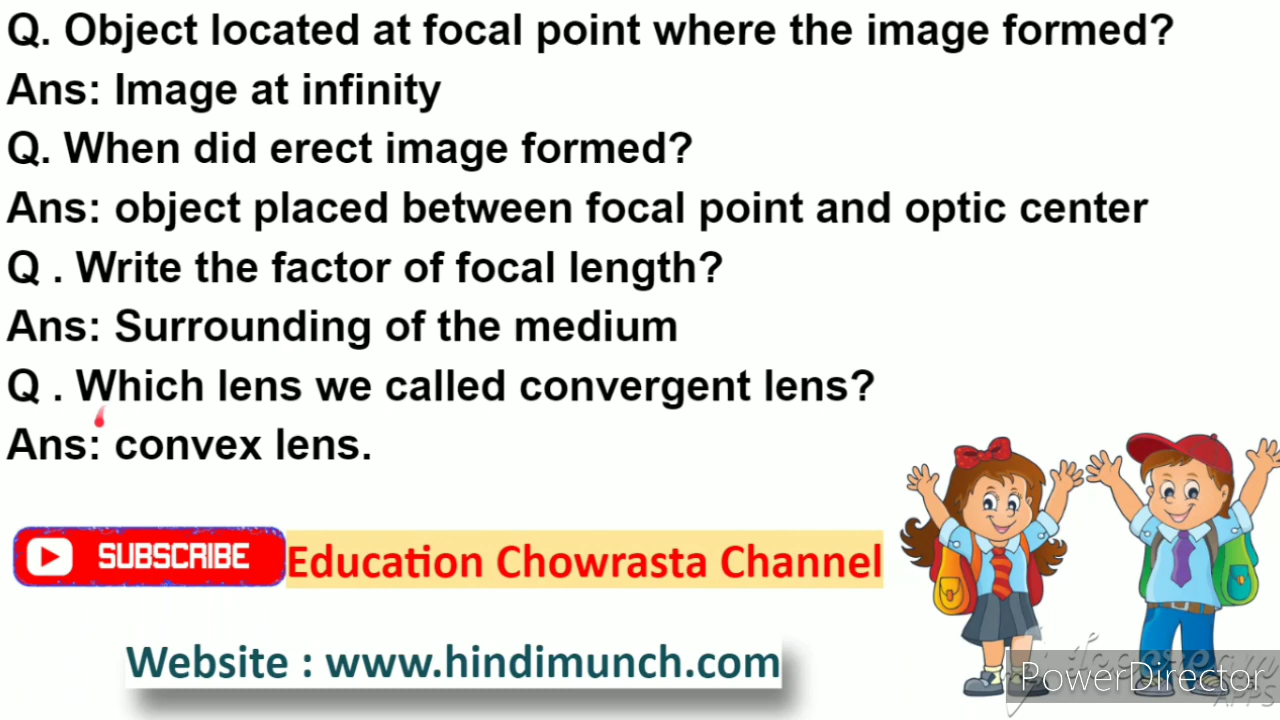 Q. Object located at focal point where the image formed?
Ans: Image at infinity
Q. When did erect image formed?
Ans: object placed between focal point and optic center
Q . Write the factor of focal length?
Ans: Surrounding of the medium
Q . Which lens we called convergent lens?
Ans: convex lens.
SUBSCRIBE
Education Chowrasta Channel
Website : www.hindimunch.com
PowerDirector
APPS